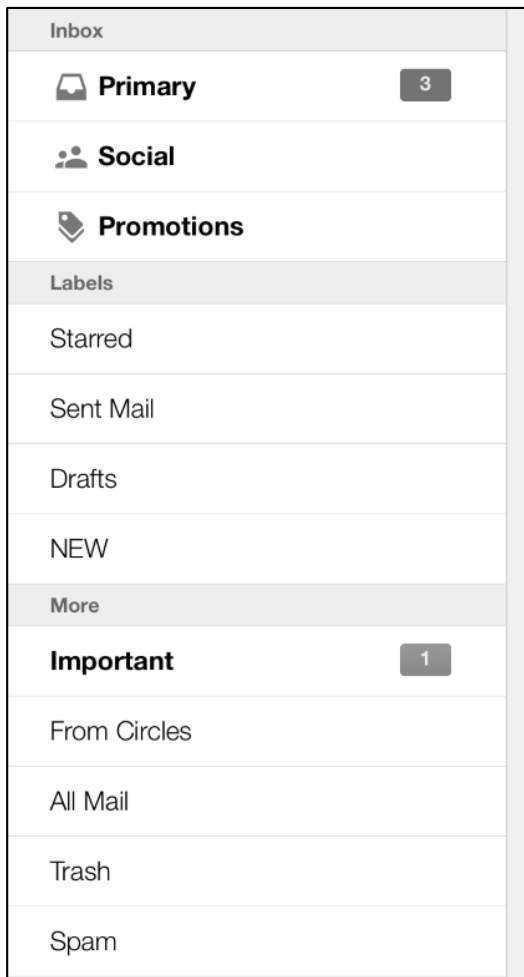 Inbox
Primary 3
Social
Promotions
Labels
Starred
Sent Mail
Drafts
NEW
More
Important 1
From Circles
All Mail
Trash
Spam